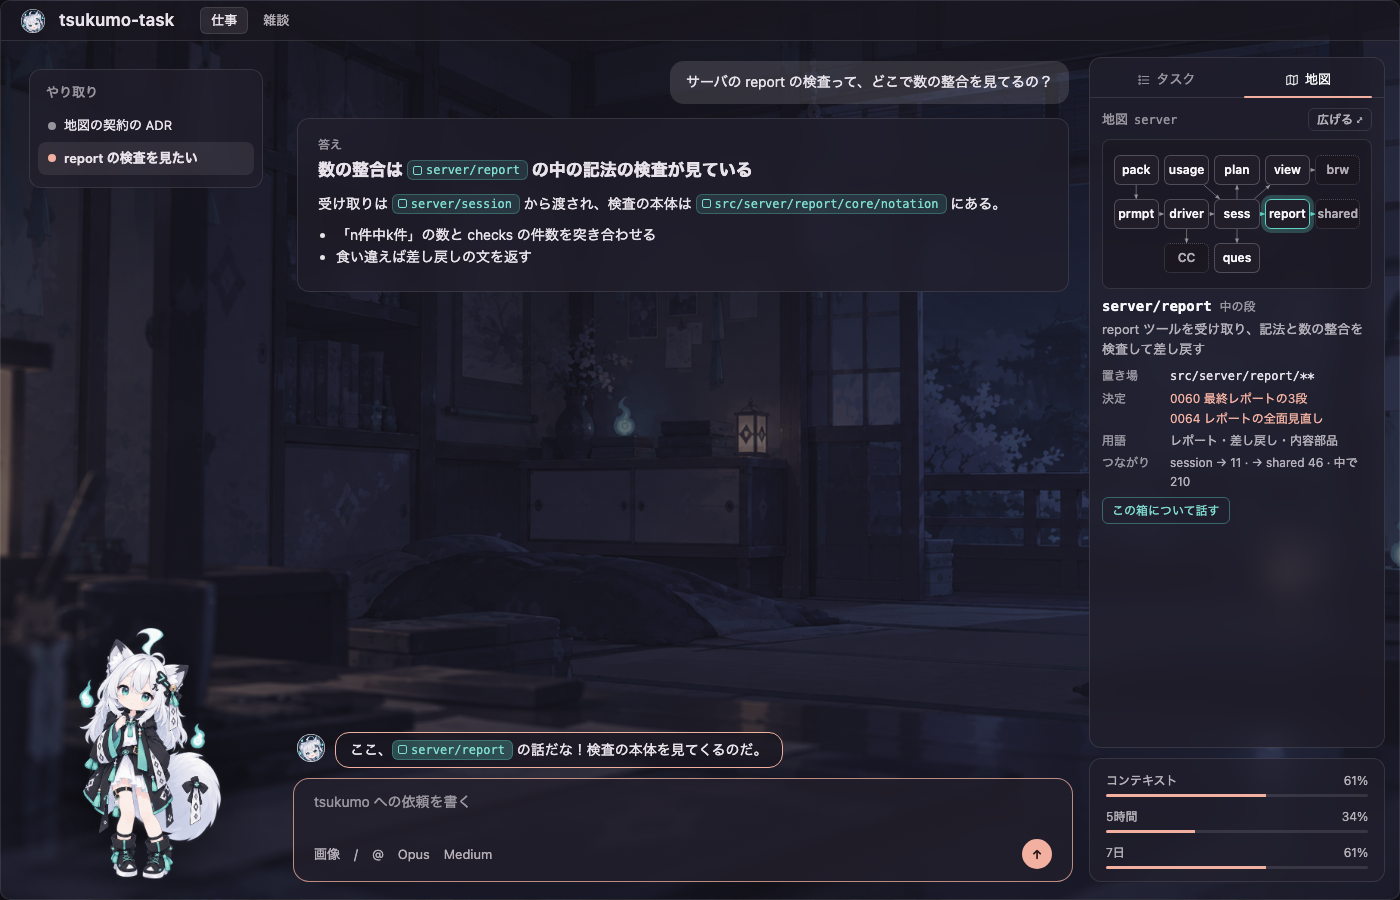 tsukumo-task
仕事
雑談
やり取り
地図の契約の ADR
report の検査を見たい
サーバの report の検査って、どこで数の整合を見てるの？
答え
数の整合は server/report の中の記法の検査が見ている
受け取りは server/session から渡され、検査の本体は src/server/report/core/notation にある。
• 「n件中k件」の数と checks の件数を突き合わせる
• 食い違えば差し戻しの文を返す
ここ、 server/report の話だな！検査の本体を見てくるのだ。
tsukumo への依頼を書く
画像 / @ Opus Medium
タスク
地図
地図 server
広げる
pack usage plan view brw
prmpt driver sess report shared
CC ques
server/report 中の段
report ツールを受け取り、記法と数の整合を
検査して差し戻す
置き場 src/server/report/**
決定 0060 最終レポートの3段
0064 レポートの全面見直し
用語 レポート・差し戻し・内容部品
つながり session → 11 · → shared 46 · 中で
210
この箱について話す
コンテキスト 61%
5時間 34%
7日 61%